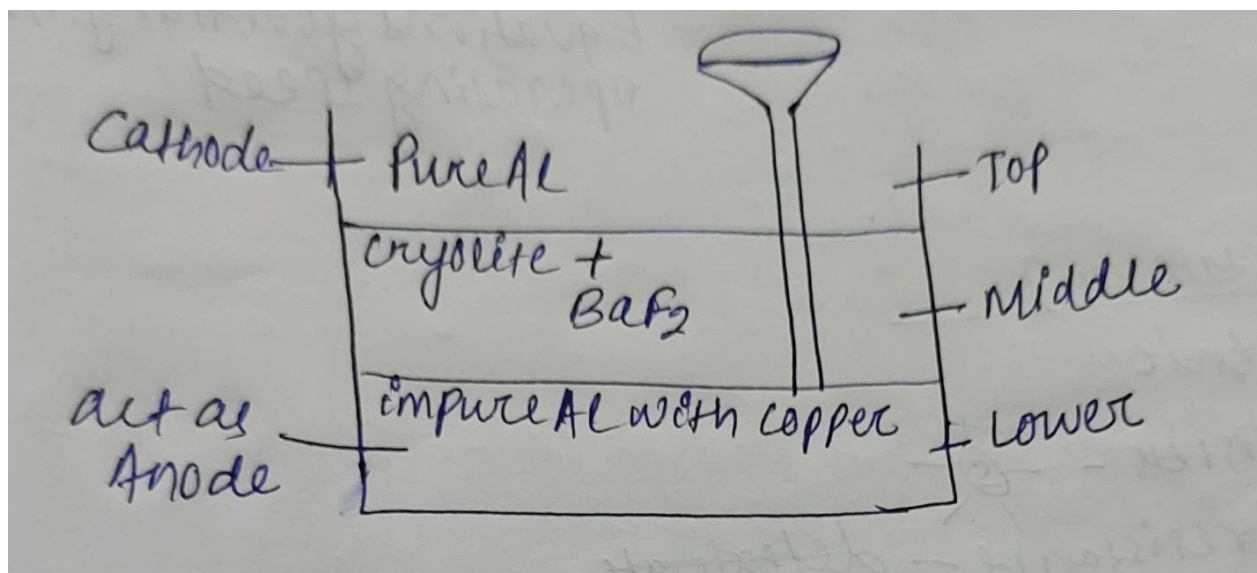 Cathode
Pure Al
Top
cryolite +
BaF2
Middle
act as
Anode
impure Al with copper
Lower